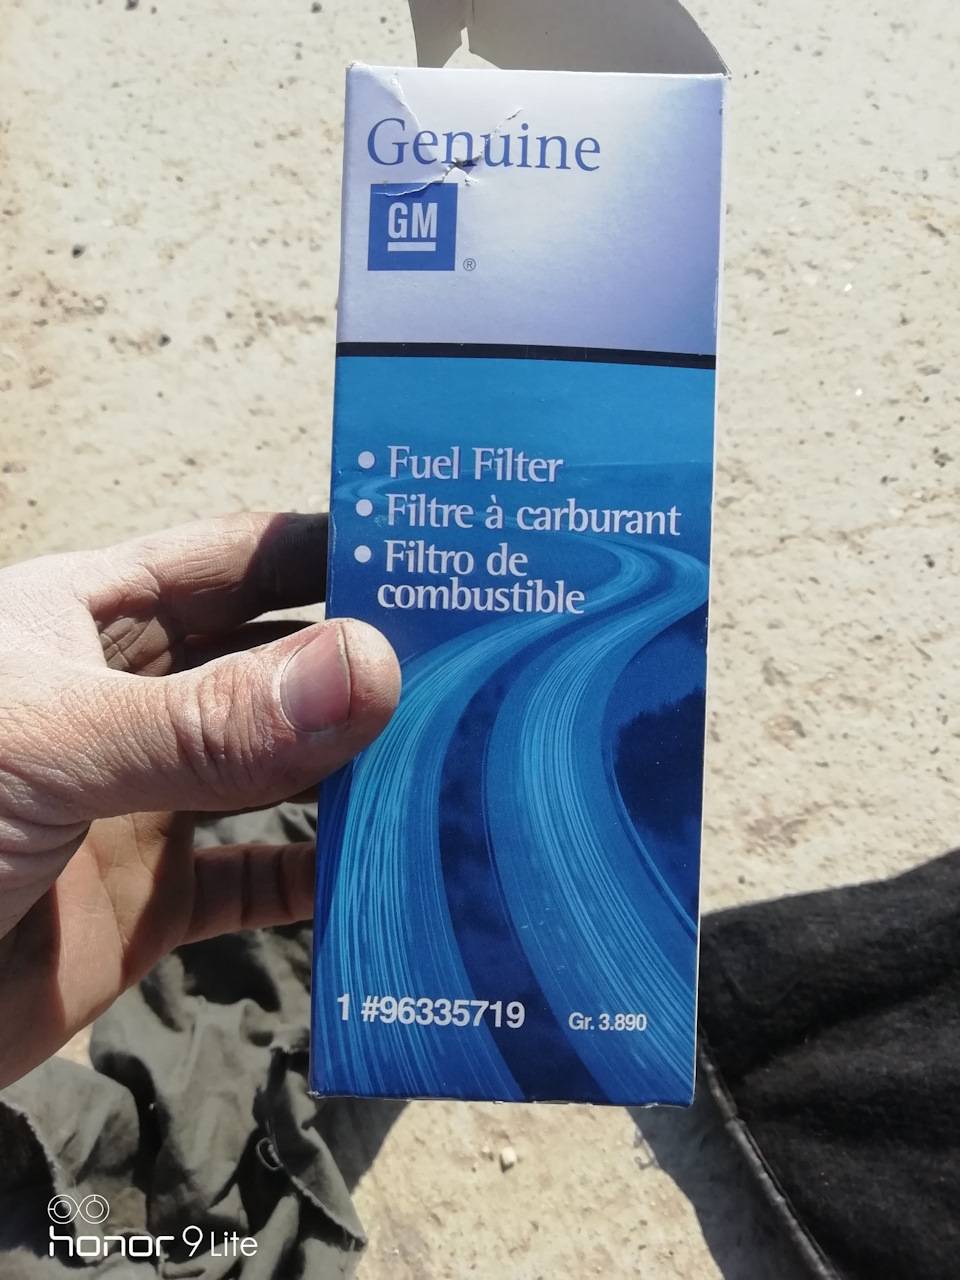 Genuine
GM
®
• Fuel Filter
• Filtre à carburant
• Filtro de
combustible
1 #96335719 Gr. 3.890
honor 9 Lite